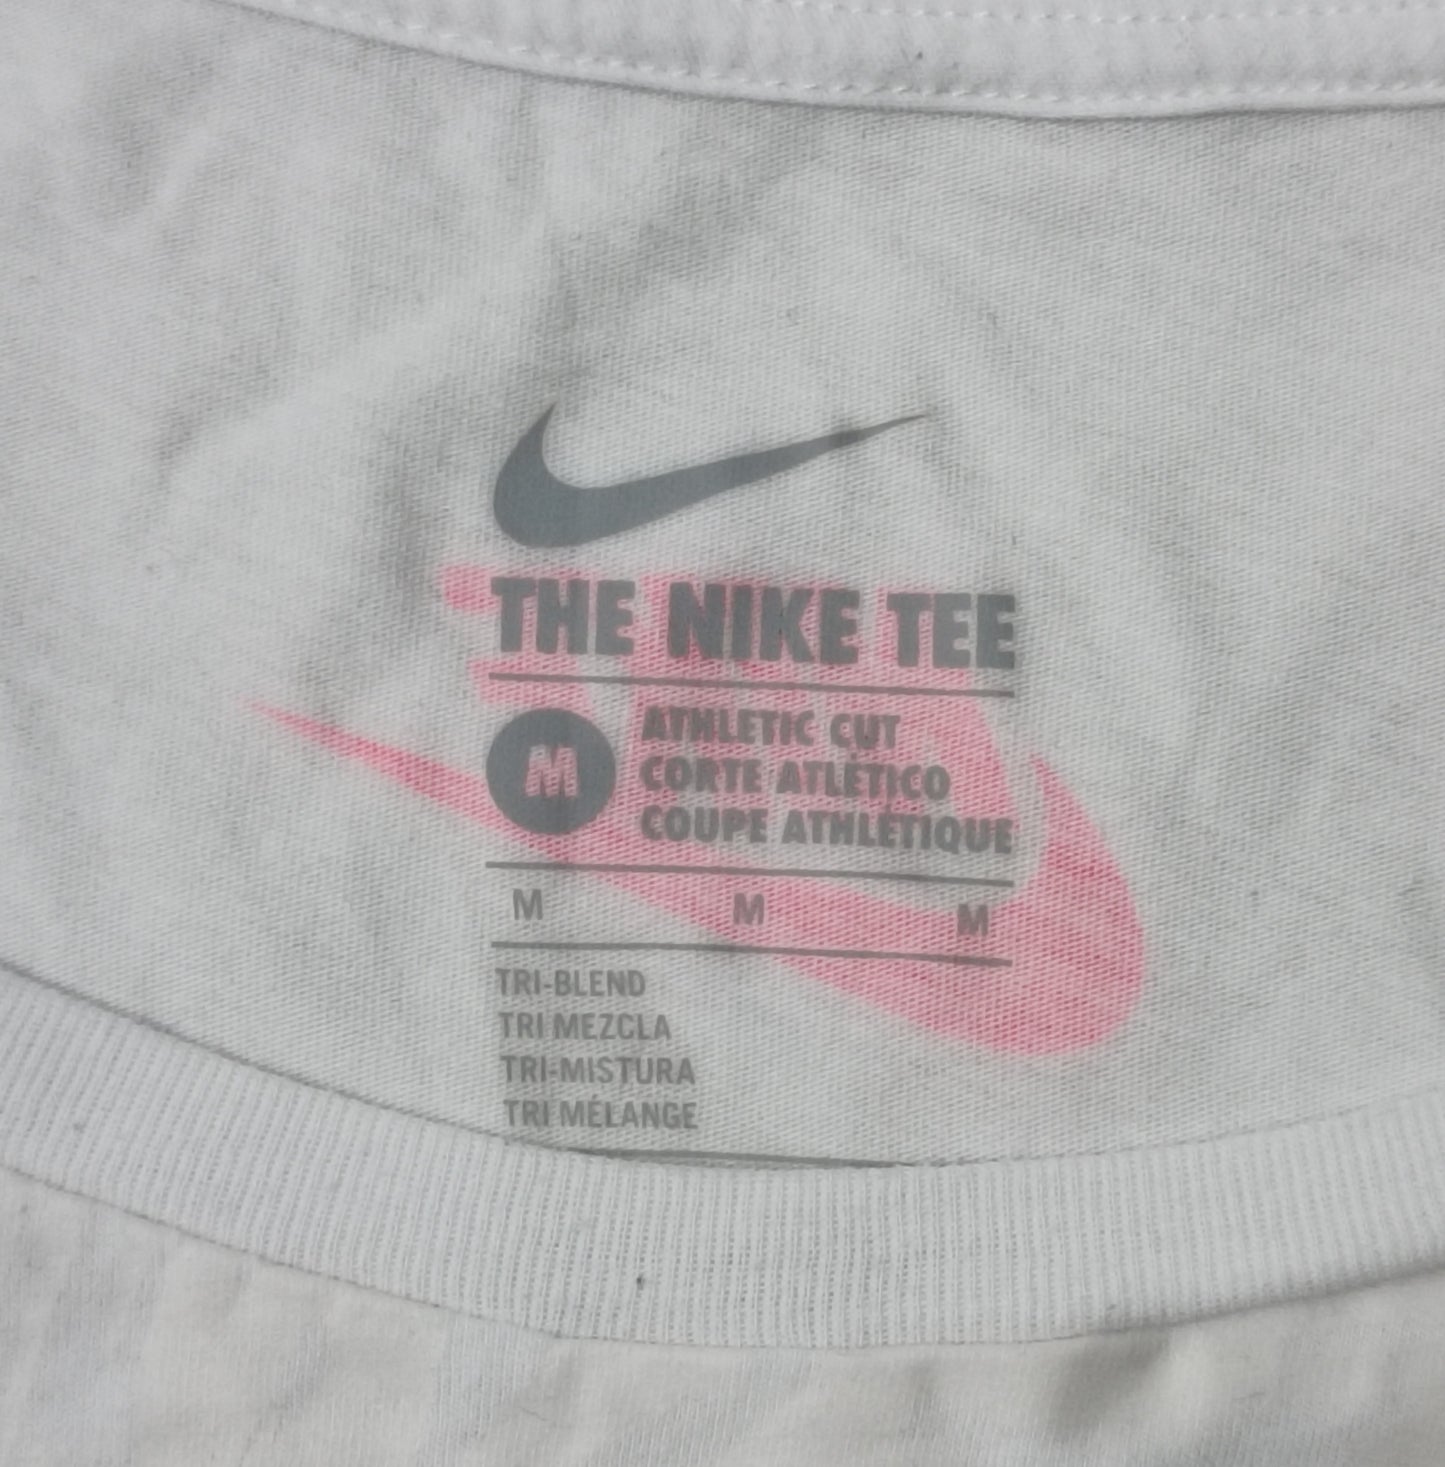 THE NIKE TEE
M
ATHLETIC CUT
CORTE ATLÉTICO
COUPE ATHLÉTIQUE
M M M
TRI-BLEND
TRI MEZCLA
TRI-MISTURA
TRI MÉLANGE